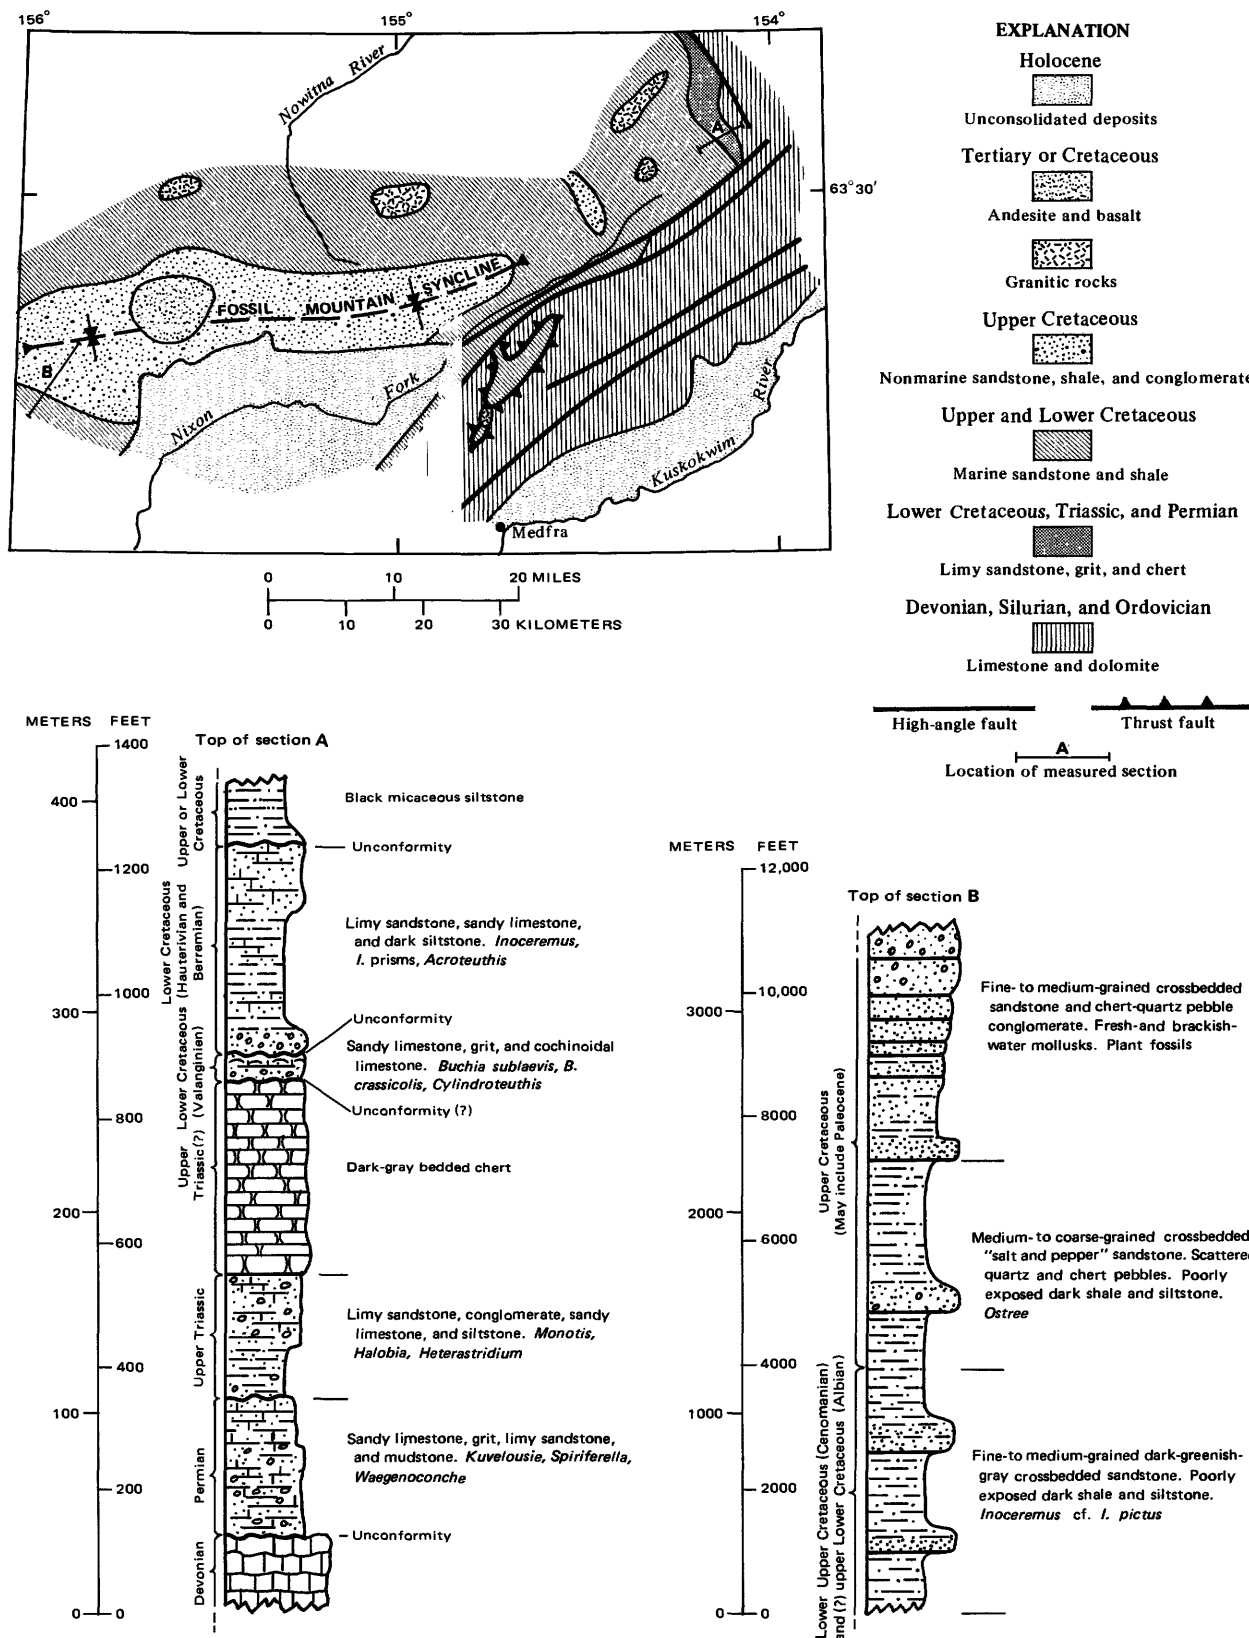 156°
155°
154°
Nowitna River
A
63°30'
FOSSIL MOUNTAIN SYNCLINE
B
Nixon Fork
River
Kuskokwim
Medfra
0 10 20 MILES
0 10 20 30 KILOMETERS
EXPLANATION
Holocene
Unconsolidated deposits
Tertiary or Cretaceous
Andesite and basalt
Granitic rocks
Upper Cretaceous
Nonmarine sandstone, shale, and conglomerate
Upper and Lower Cretaceous
Marine sandstone and shale
Lower Cretaceous, Triassic, and Permian
Limy sandstone, grit, and chert
Devonian, Silurian, and Ordovician
Limestone and dolomite
High-angle fault
Thrust fault
A
Location of measured section
METERS FEET
1400
400
1200
1000
300
800
200
600
400
100
200
0 0
Top of section A
Upper or Lower
Cretaceous
Lower Cretaceous
(Hauterivian and
Berremian)
Lower Cretaceous
(Valanginian)
Upper
Triassic(?)
Upper Triassic
Permian
Devonian
Black micaceous siltstone
Unconformity
Limy sandstone, sandy limestone,
and dark siltstone. Inoceremus,
I. prisms, Acroteuthis
Unconformity
Sandy limestone, grit, and cochinoidal
limestone. Buchia sublaevis, B.
crassicolis, Cylindroteuthis
Unconformity (?)
Dark-gray bedded chert
Limy sandstone, conglomerate, sandy
limestone, and siltstone. Monotis,
Halobia, Heterastridium
Sandy limestone, grit, limy sandstone,
and mudstone. Kuvelousie, Spiriferella,
Waegenoconche
Unconformity
METERS FEET
12,000
10,000
3000
8000
2000
6000
4000
1000
2000
0 0
Top of section B
Upper Cretaceous
(May include Paleocene)
Lower Upper Cretaceous (Cenomanian)
and (?) upper Lower Cretaceous (Albian)
Fine- to medium-grained crossbedded
sandstone and chert-quartz pebble
conglomerate. Fresh-and brackish-
water mollusks. Plant fossils
Medium- to coarse-grained crossbedded
"salt and pepper" sandstone. Scattered
quartz and chert pebbles. Poorly
exposed dark shale and siltstone.
Ostree
Fine-to medium-grained dark-greenish-
gray crossbedded sandstone. Poorly
exposed dark shale and siltstone.
Inoceremus cf. I. pictus